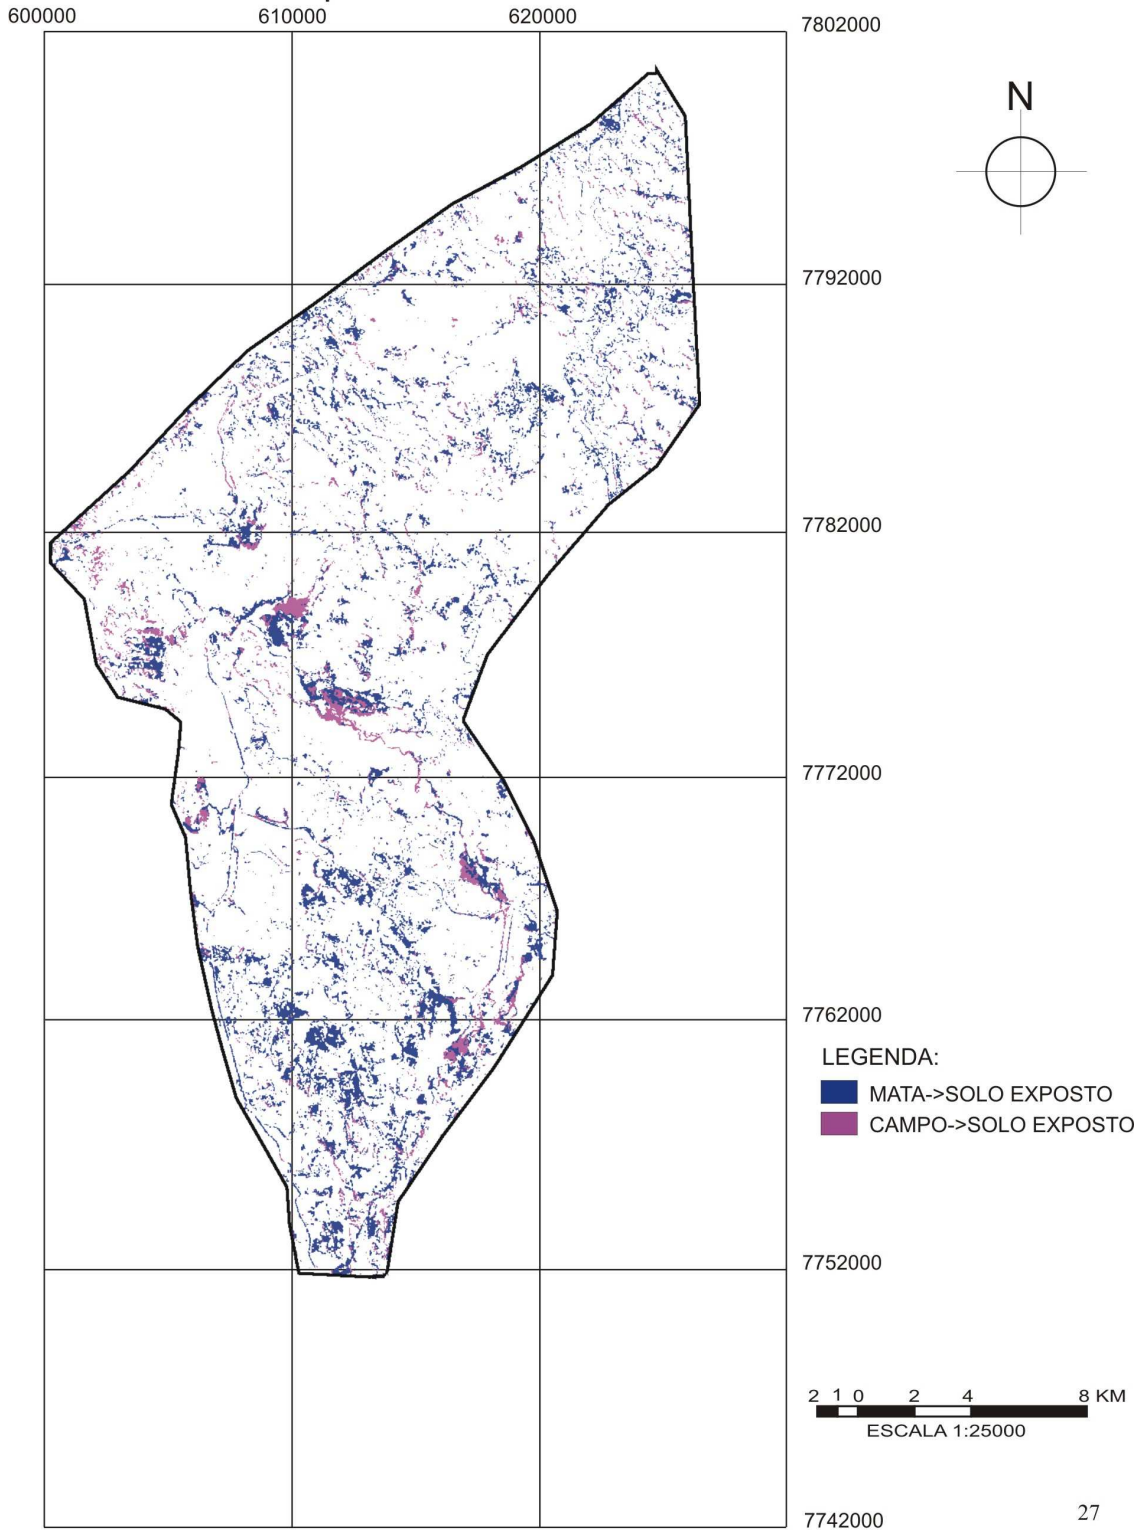 600000 610000 620000
7802000
N
7792000
7782000
7772000
7762000
LEGENDA:
MATA->SOLO EXPOSTO
CAMPO->SOLO EXPOSTO
7752000
2 1 0 2 4 8 KM
ESCALA 1:25000
27
7742000